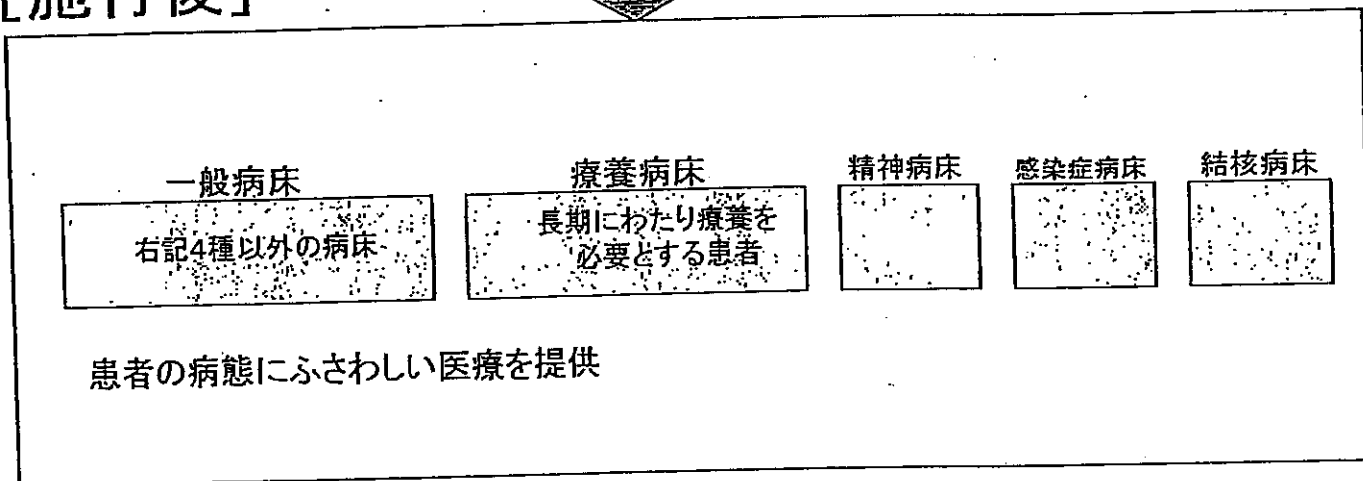 [施行後]
一般病床
療養病床
精神病床
感染症病床
結核病床
右記4種以外の病床
長期にわたり療養を
必要とする患者
患者の病態にふさわしい医療を提供